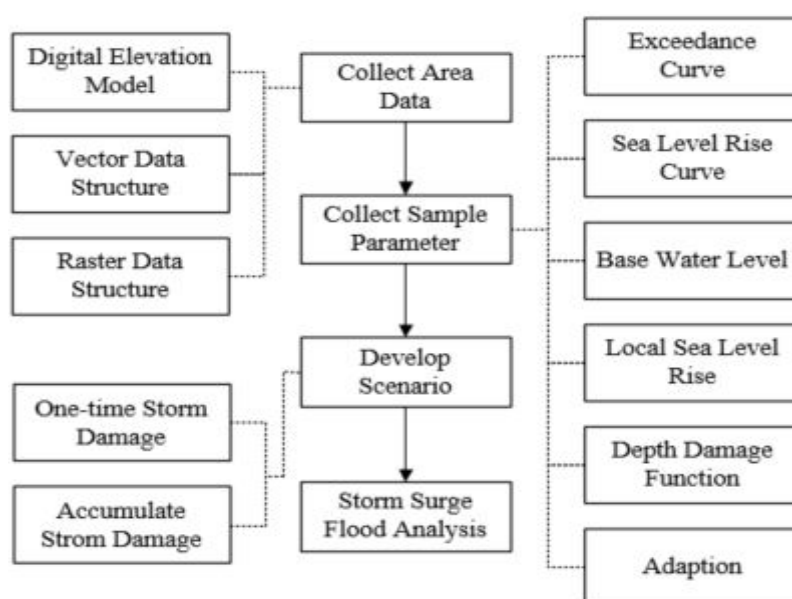 Digital Elevation
Model
Vector Data
Structure
Raster Data
Structure
One-time Storm
Damage
Accumulate
Strom Damage
Collect Area
Data
Collect Sample
Parameter
Develop
Scenario
Storm Surge
Flood Analysis
Exceedance
Curve
Sea Level Rise
Curve
Base Water Level
Local Sea Level
Rise
Depth Damage
Function
Adaption